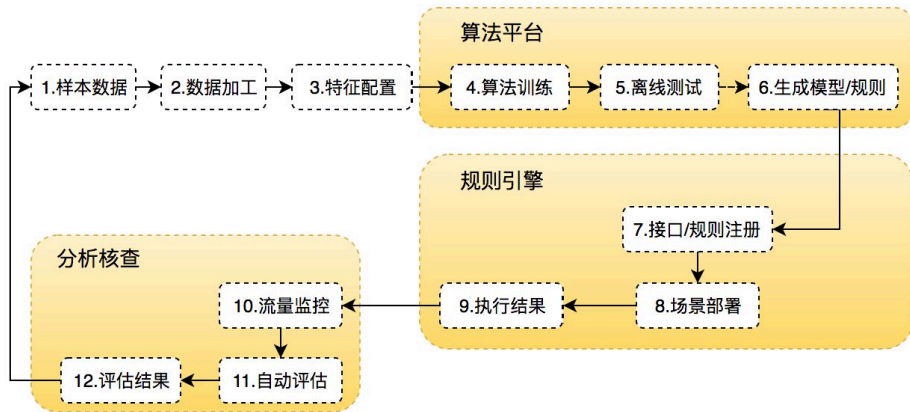 算法平台
1.样本数据
2.数据加工
3.特征配置
4.算法训练
5.离线测试
6.生成模型/规则
规则引擎
7.接口/规则注册
8.场景部署
9.执行结果
分析核查
10.流量监控
11.自动评估
12.评估结果